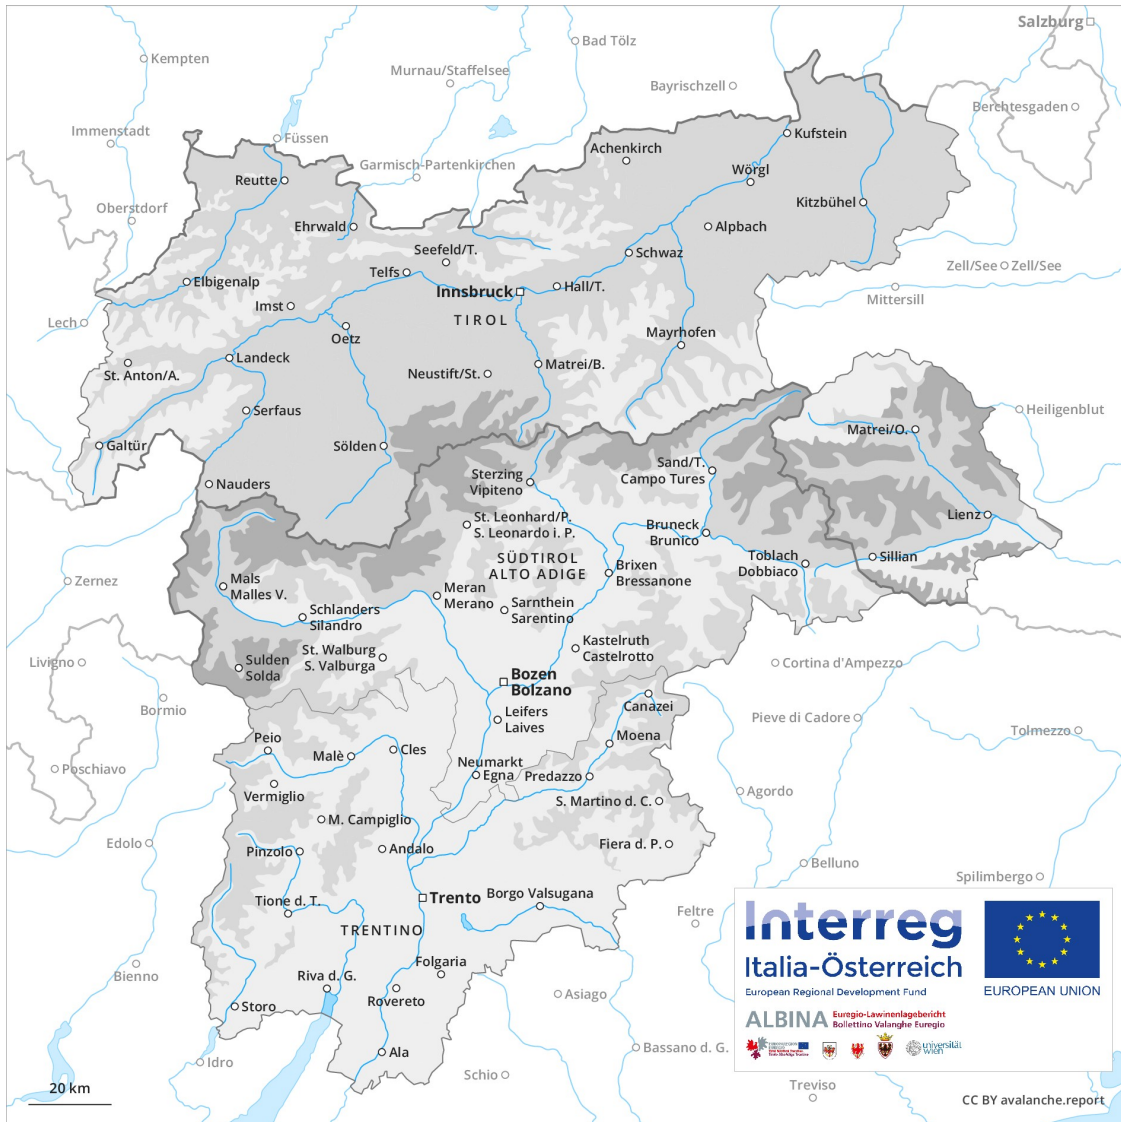 Salzburg
Kempten
Bad Tölz
Murnau/Staffelsee
Bayrischzell
Berchtesgaden
Immenstadt
Füssen
Kufstein
Achenkirch
Garmisch-Partenkirchen
Wörgl
Reutte
Oberstdorf
Kitzbühel
Ehrwald
Alpbach
Seefeld/T.
Schwaz
Telfs
Zell/See
Zell/See
Elbigenalp
Innsbruck
Hall/T.
Mittersill
Imst
TIROL
Lech
Oetz
Mayrhofen
Landeck
Matrei/B.
St. Anton/A.
Neustift/St.
Serfaus
Heiligenblut
Matrei/O.
Galtür
Sölden
Sterzing
Vipiteno
Sand/T.
Campo Tures
Nauders
St. Leonhard/P.
S. Leonardo i. P.
Lienz
Bruneck
Brunico
SÜDTIROL
ALTO ADIGE
Toblach
Dobbiaco
Sillian
Brixen
Bressanone
Zernez
Mals
Malles V.
Meran
Merano
Schlanders
Silandro
Sarnthein
Sarentino
Kastelruth
Castelrotto
St. Walburg
S. Valburga
Livigno
Sulden
Solda
Cortina d'Ampezzo
Bozen
Bolzano
Bormio
Canazei
Leifers
Laives
Pieve di Cadore
Tolmezzo
Peio
Moena
Malè
Cles
Neumarkt
Egna
Predazzo
Poschiavo
Vermiglio
S. Martino d. C.
Agordo
M. Campiglio
Edolo
Pinzolo
Andalo
Fiera d. P.
Belluno
Spilimbergo
Tione d. T.
Trento
Borgo Valsugana
Feltre
TRENTINO
Folgaria
Bienno
Riva d. G.
Rovereto
Asiago
Storo
Ala
Idro
Schio
Bassano d. G.
Treviso
20 km
Interreg
Italia-Österreich
European Regional Development Fund
EUROPEAN UNION
ALBINA
Euregio-Lawinenlagebericht
Bollettino Valanghe Euregio
universität
wien
CC BY avalanche.report